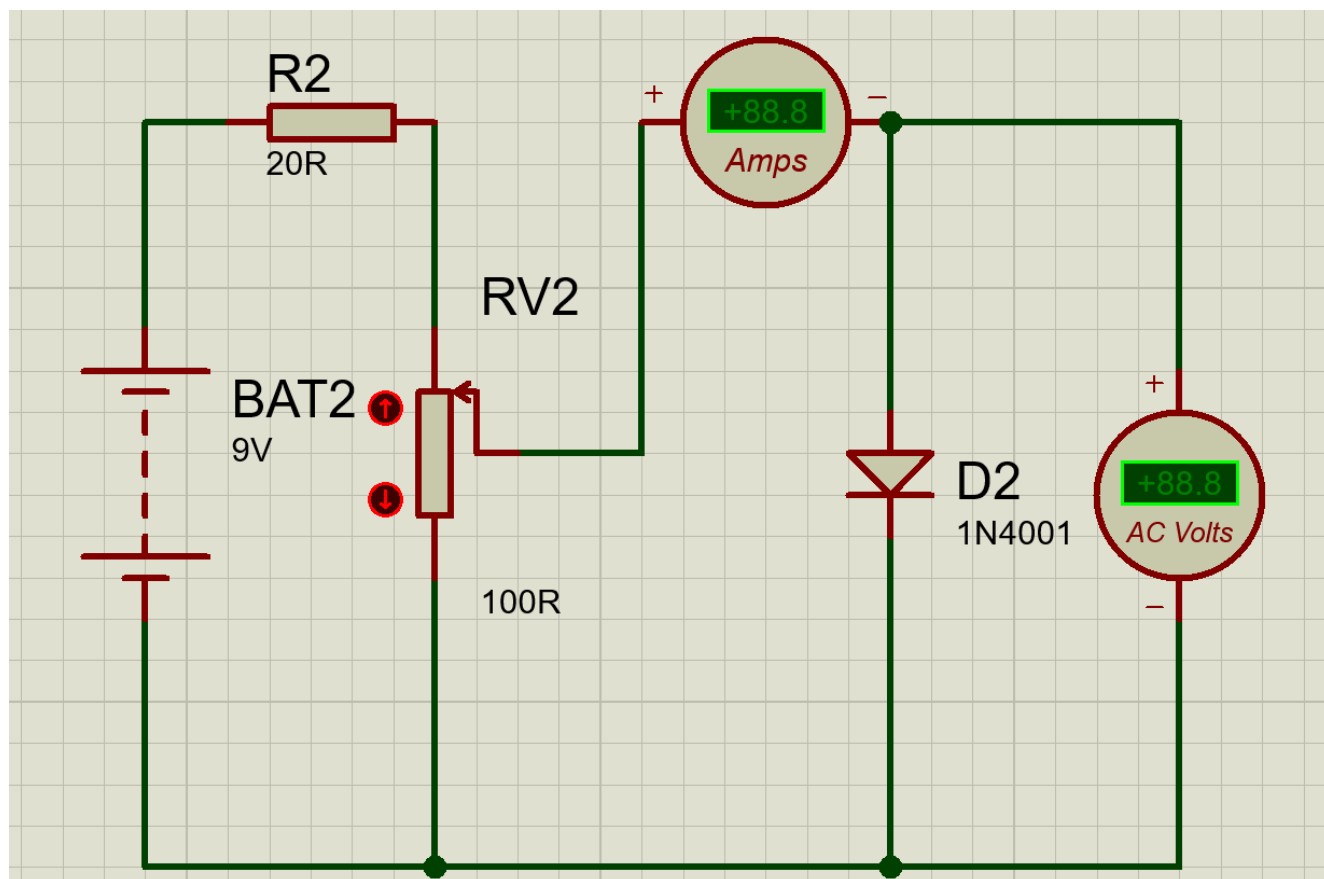 R2
20R
+ +88.8 −
Amps
RV2
BAT2
9V
100R
D2
1N4001
+
+88.8
AC Volts
−